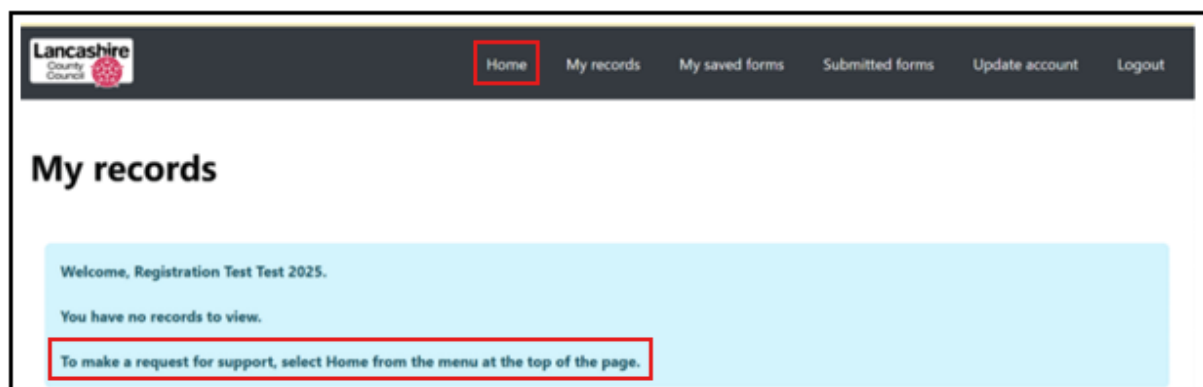 Lancashire
County
Council
Home My records My saved forms Submitted forms Update account Logout
My records
Welcome, Registration Test Test 2025.
You have no records to view.
To make a request for support, select Home from the menu at the top of the page.